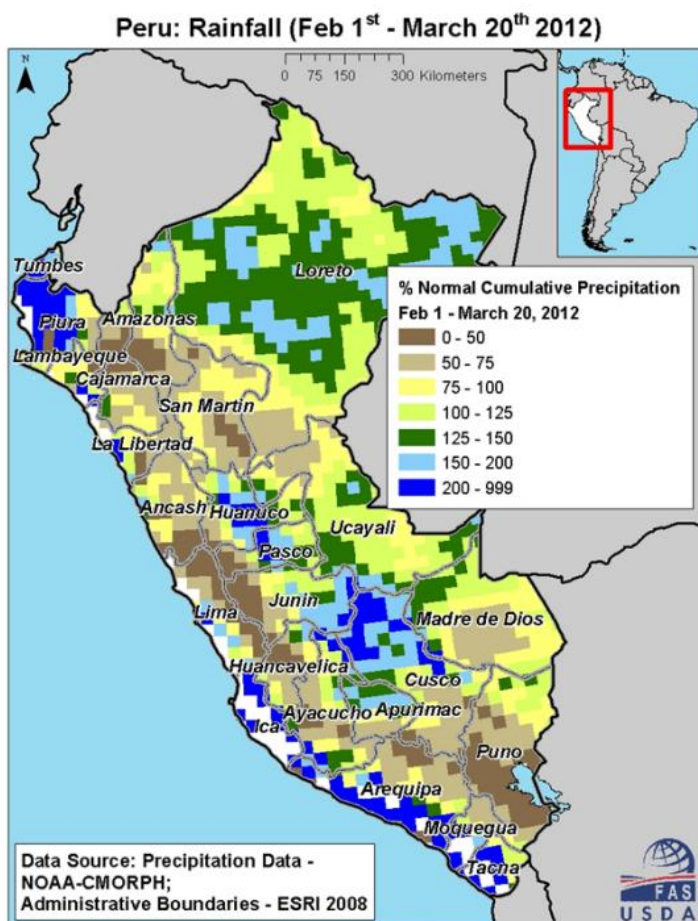 Peru: Rainfall (Feb 1st - March 20th 2012)
N
0 75 150 300 Kilometers
Tumbes
Piura
Amazonas
Lambayeque
Cajamarca
Loreto
San Martin
La Libertad
% Normal Cumulative Precipitation
Feb 1 - March 20, 2012
0 - 50
50 - 75
75 - 100
100 - 125
125 - 150
150 - 200
200 - 999
Ancash
Huanuco
Ucayali
Pasco
Lima
Junin
Madre de Dios
Huancavelica
Cusco
Ica
Ayacucho
Apurimac
Puno
Arequipa
Moquegua
Tacna
Data Source: Precipitation Data -
NOAA-CMORPH;
Administrative Boundaries - ESRI 2008
FAS
USDA